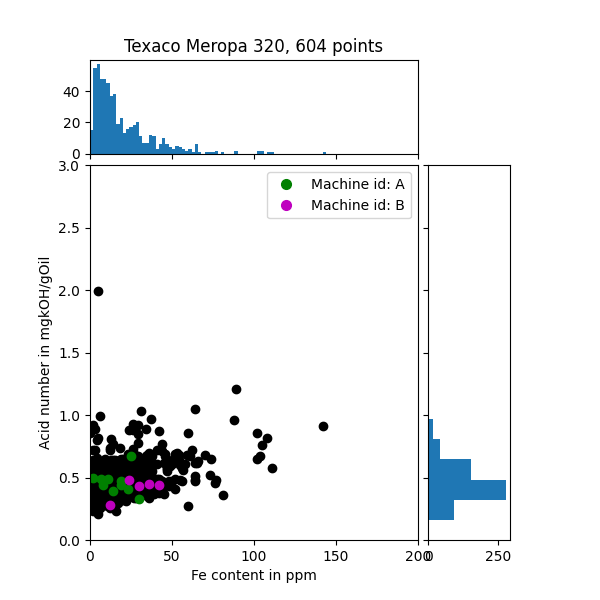 Texaco Meropa 320, 604 points
40
20
0
3.0
2.5
2.0
1.5
1.0
0.5
0.0
Acid number in mgkOH/gOil
Machine id: A
Machine id: B
0 50 100 150 200 0 250
Fe content in ppm